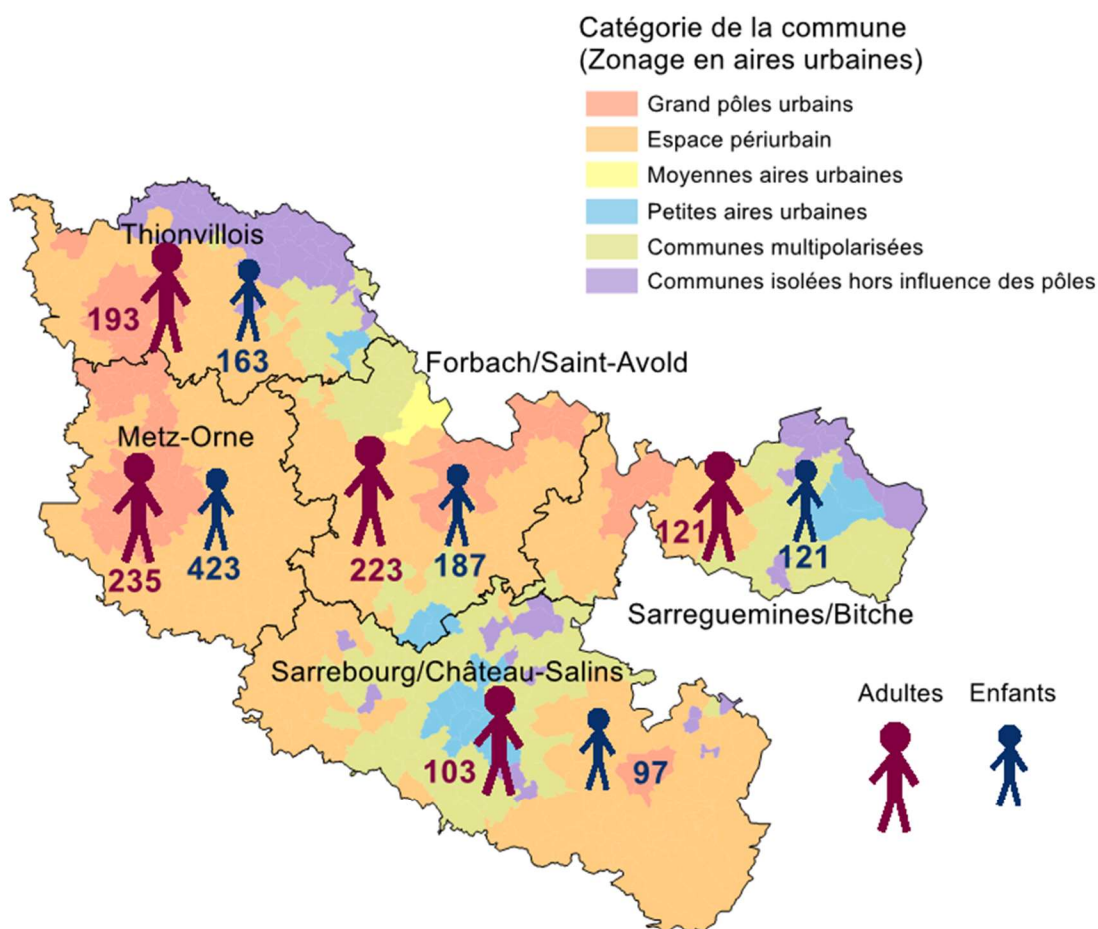 Catégorie de la commune
(Zonage en aires urbaines)
Grand pôles urbains
Espace périurbain
Moyennes aires urbaines
Petites aires urbaines
Communes multipolarisées
Communes isolées hors influence des pôles
Thionvillois
193
163
Forbach/Saint-Avold
Metz-Orne
235
423
223
187
121
121
Sarreguemines/Bitche
Sarrebourg/Château-Salins
103
97
Adultes
Enfants